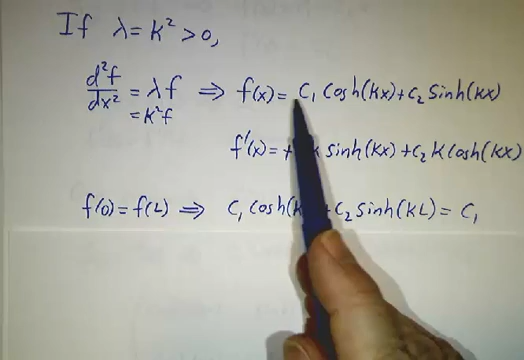 If λ = k² > 0,
d²f/dx² = λf ⇒ f(x) = C₁ Cosh(kx) + C₂ Sinh(kx)
= k²f
f'(x) = + k sinh(kx) + C₂ k Cosh(kx)
f(0) = f(L) ⇒ C₁ Cosh(k + C₂ Sinh(kL) = C₁